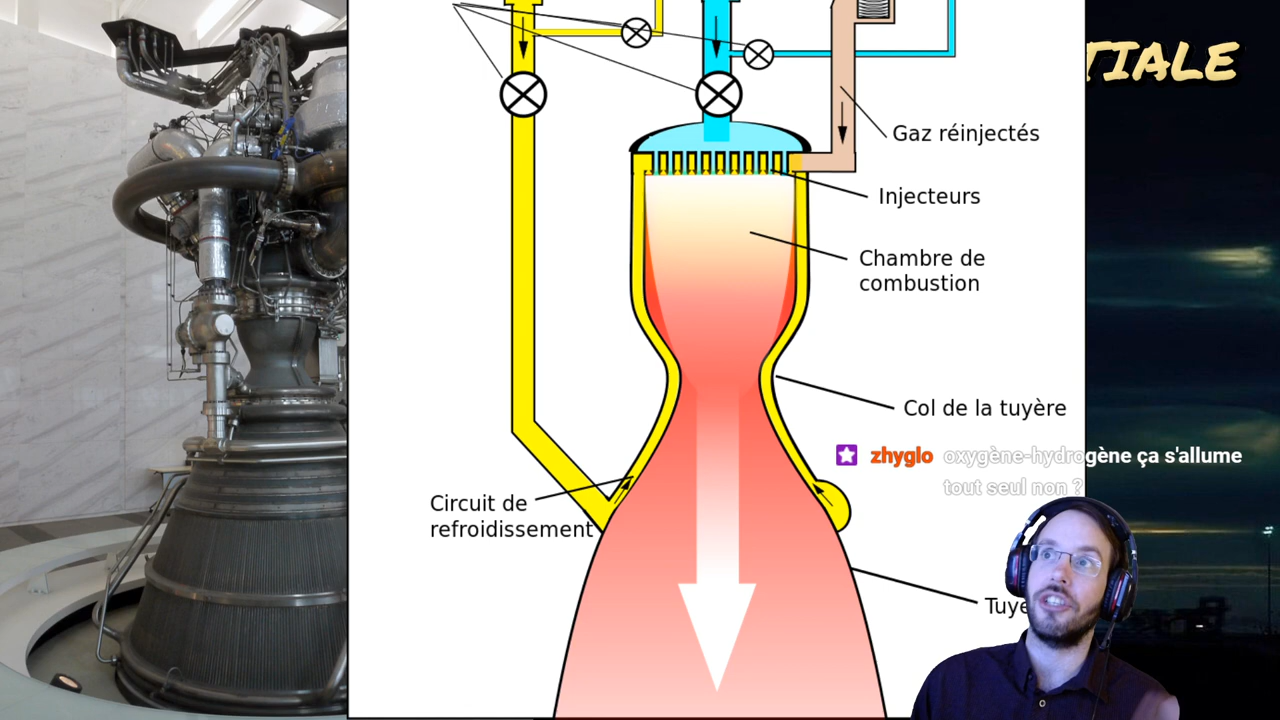 TIALE
Gaz réinjectés
Injecteurs
Chambre de
combustion
Col de la tuyère
zhyglo oxygène-hydrogène ça s'allume
tout seul non ?
Circuit de
refroidissement
Tuyè